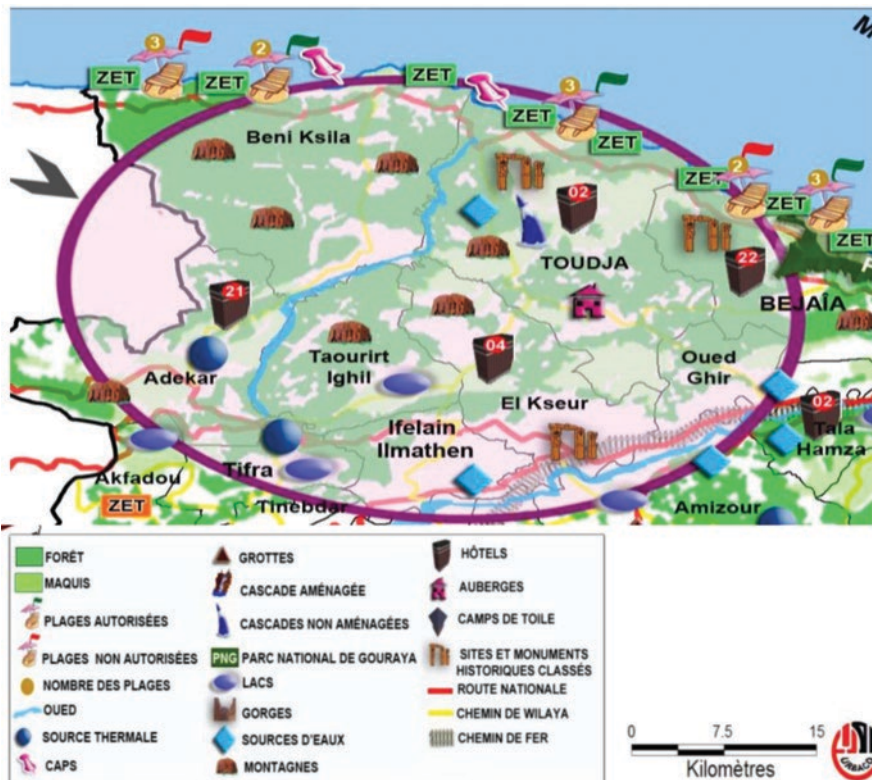 3
2
ZET
ZET
ZET
3
ZET
ZET
Beni Ksila
02
2
ZET
3
ZET
ZET
22
TOUDJA
BEJAÏA
21
04
Taourirt
Ighil
Oued
Ghir
Adekar
El Kseur
02
Ifelain
Ilmathen
Tala
Hamza
Akfadou
Tifra
ZET
Tinebdar
Amizour
FORÊT
MAQUIS
PLAGES AUTORISÉES
PLAGES NON AUTORISÉES
NOMBRE DES PLAGES
OUED
SOURCE THERMALE
CAPS
GROTTES
CASCADE AMÉNAGÉE
CASCADES NON AMÉNAGÉES
PNG PARC NATIONAL DE GOURAYA
LACS
GORGES
SOURCES D'EAUX
MONTAGNES
HÔTELS
AUBERGES
CAMPS DE TOILE
SITES ET MONUMENTS
HISTORIQUES CLASSÉS
ROUTE NATIONALE
CHEMIN DE WILAYA
CHEMIN DE FER
0 7.5 15
Kilomètres
URBACO